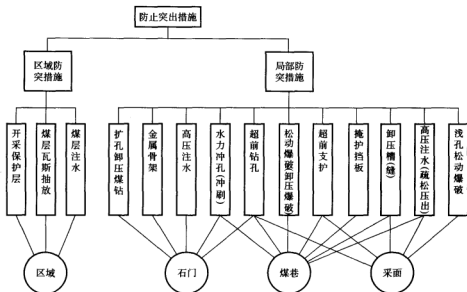 防止突出措施
区域防
突措施
局部防
突措施
开采保护层
煤层瓦斯抽放
煤层注水
扩孔卸压煤钻
金属骨架
高压注水
水力冲孔(冲刷)
超前钻孔
松动爆破卸压爆破
超前支护
掩护挡板
卸压槽(缝)
高压注水(疏松压出)
浅孔松动爆破
区域
石门
煤巷
采面